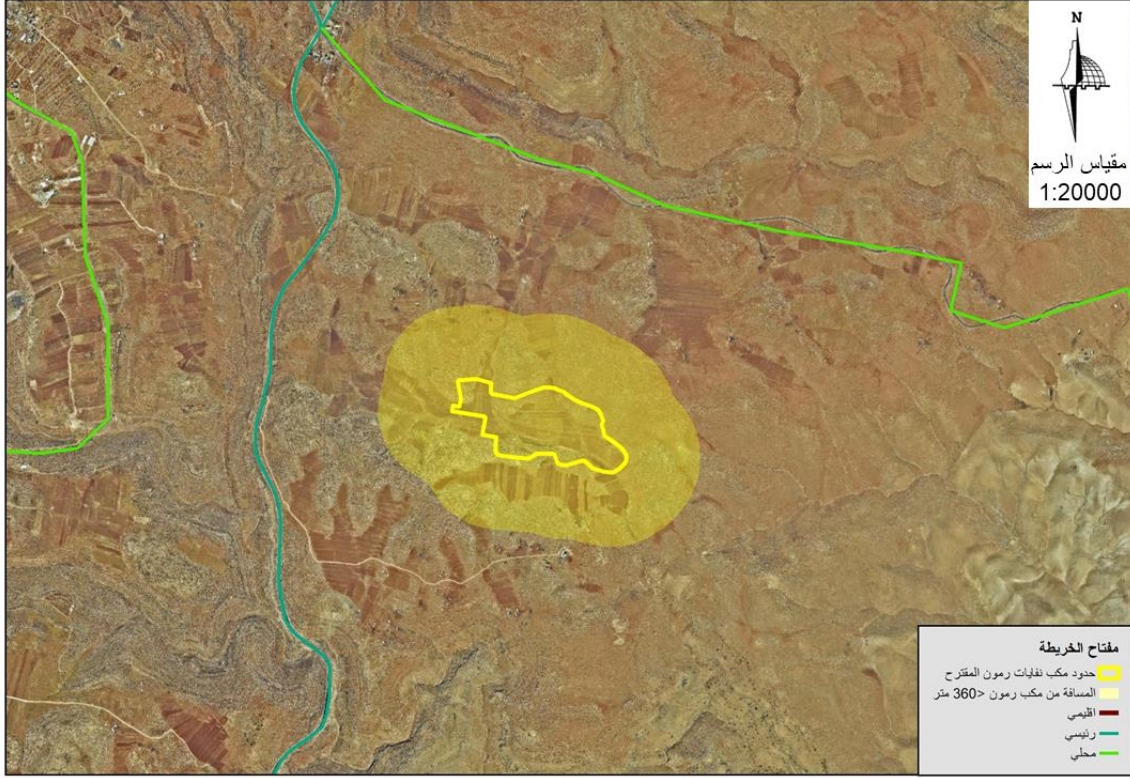 N
مقياس الرسم
1:20000
مفتاح الخريطة
حدود مكب نفايات رمون المقترح
المسافة من مكب رمون <360 متر
اقليمي
رئيسي
محلي